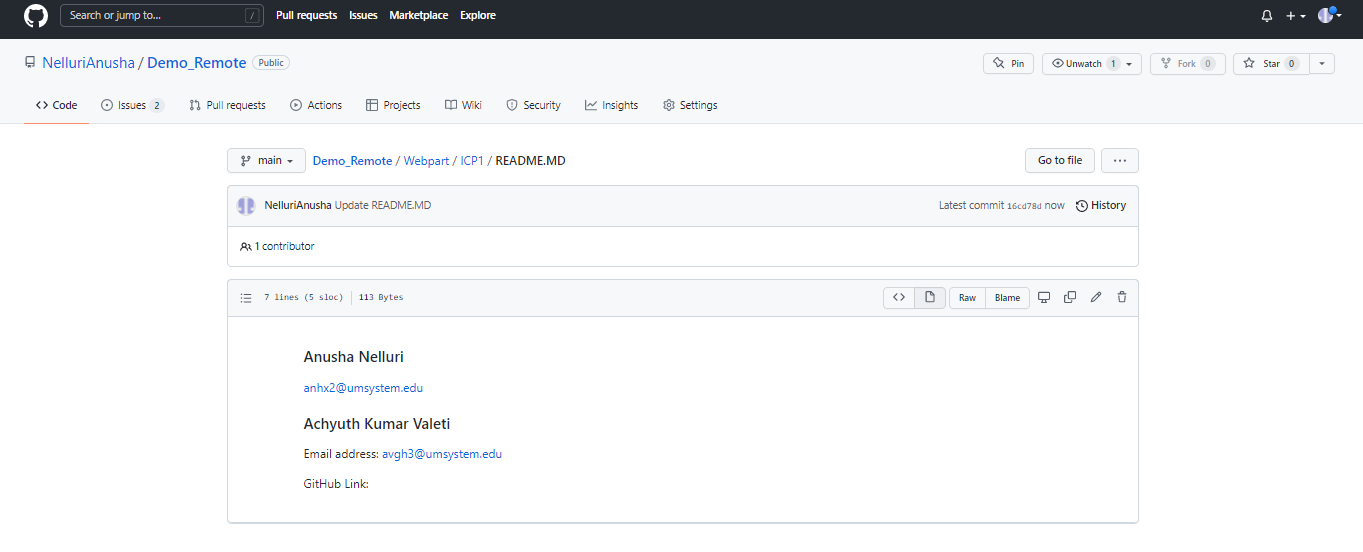 Search or jump to... /
Pull requests Issues Marketplace Explore
NelluriAnusha / Demo_Remote Public
Pin Unwatch 1 Fork 0 Star 0
Code Issues 2 Pull requests Actions Projects Wiki Security Insights Settings
main Demo_Remote / Webpart / ICP1 / README.MD Go to file ...
NelluriAnusha Update README.MD Latest commit 16cd78d now History
1 contributor
7 lines (5 sloc) 113 Bytes Raw Blame
Anusha Nelluri
anhx2@umsystem.edu
Achyuth Kumar Valeti
Email address: avgh3@umsystem.edu
GitHub Link: